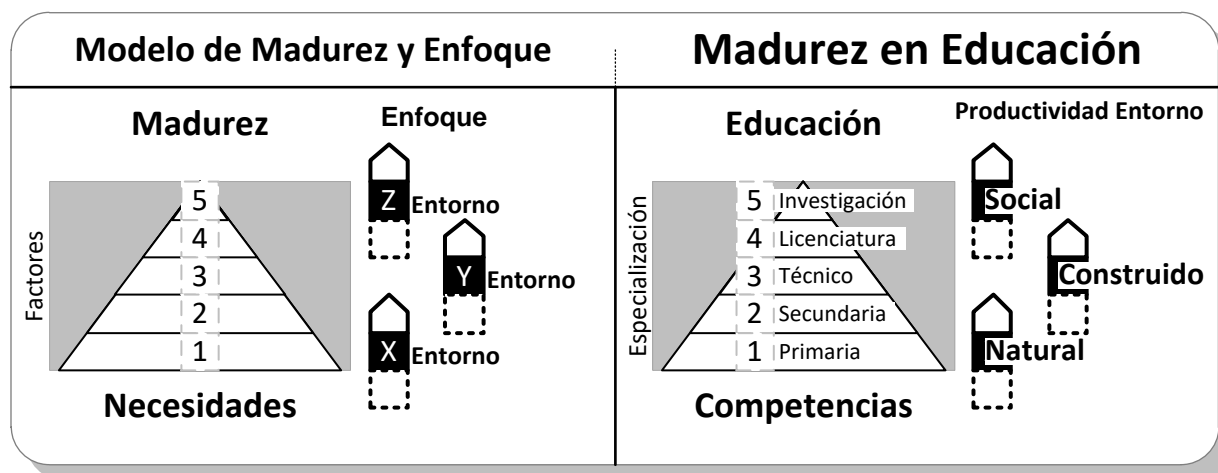 Modelo de Madurez y Enfoque
Madurez
Enfoque
Factores
5
4
3
2
1
Z Entorno
Y Entorno
X Entorno
Necesidades
Madurez en Educación
Educación
Productividad Entorno
Especialización
5 Investigación
4 Licenciatura
3 Técnico
2 Secundaria
1 Primaria
Social
Construido
Natural
Competencias